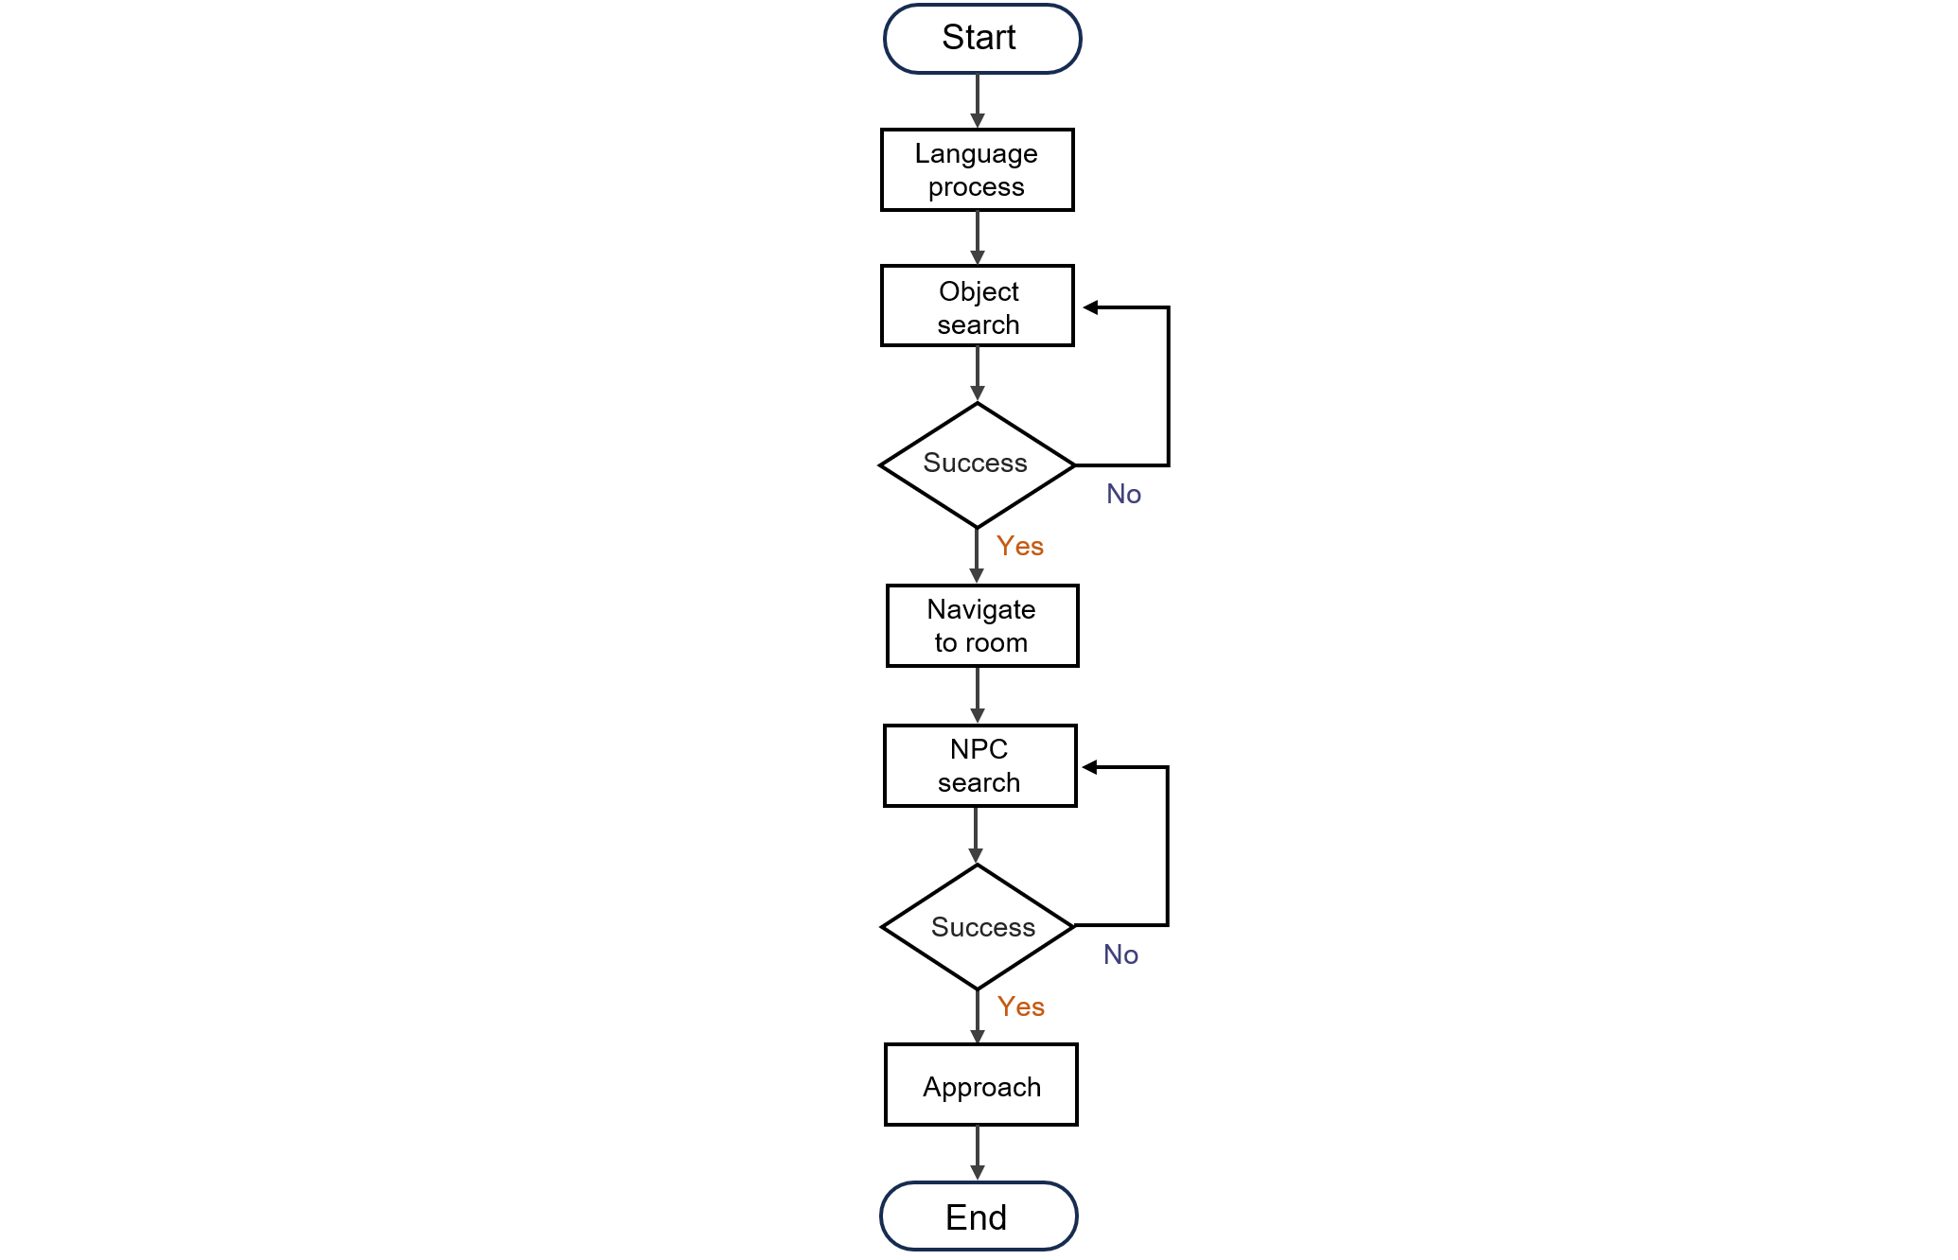 Start
Language
process
Object
search
Success
No
Yes
Navigate
to room
NPC
search
Success
No
Yes
Approach
End